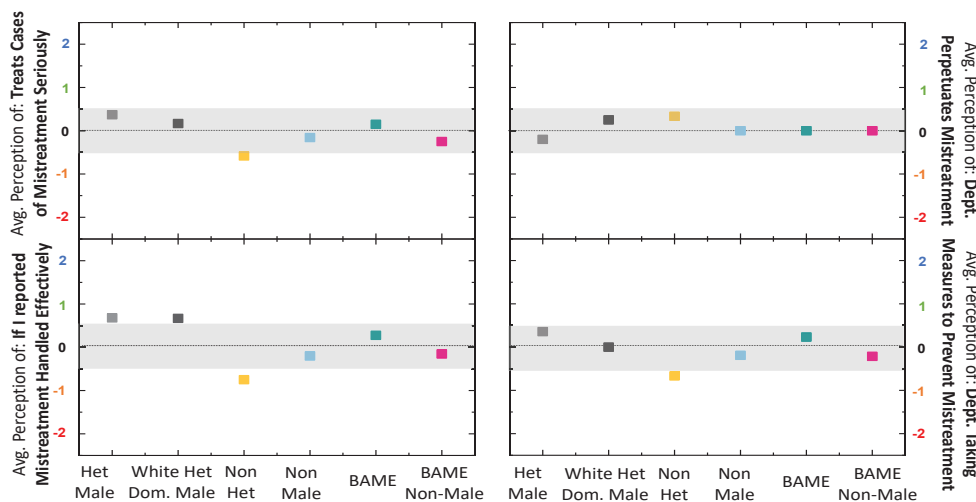 Avg. Perception of: Treats Cases
of Mistreatment Seriously
2
1
0
-1
-2
2
1
0
-1
-2
Avg. Perception of: Dept.
Perpetuates Mistreatment
Avg. Perception of: If I reported
Mistreatment Handled Effectively
2
1
0
-1
-2
2
1
0
-1
-2
Avg. Perception of: Dept. Taking
Measures to Prevent Mistreatment
Het
Male
White Het
Dom. Male
Non
Het
Non
Male
BAME
BAME
Non-Male
Het
Male
White Het
Dom. Male
Non
Het
Non
Male
BAME
BAME
Non-Male